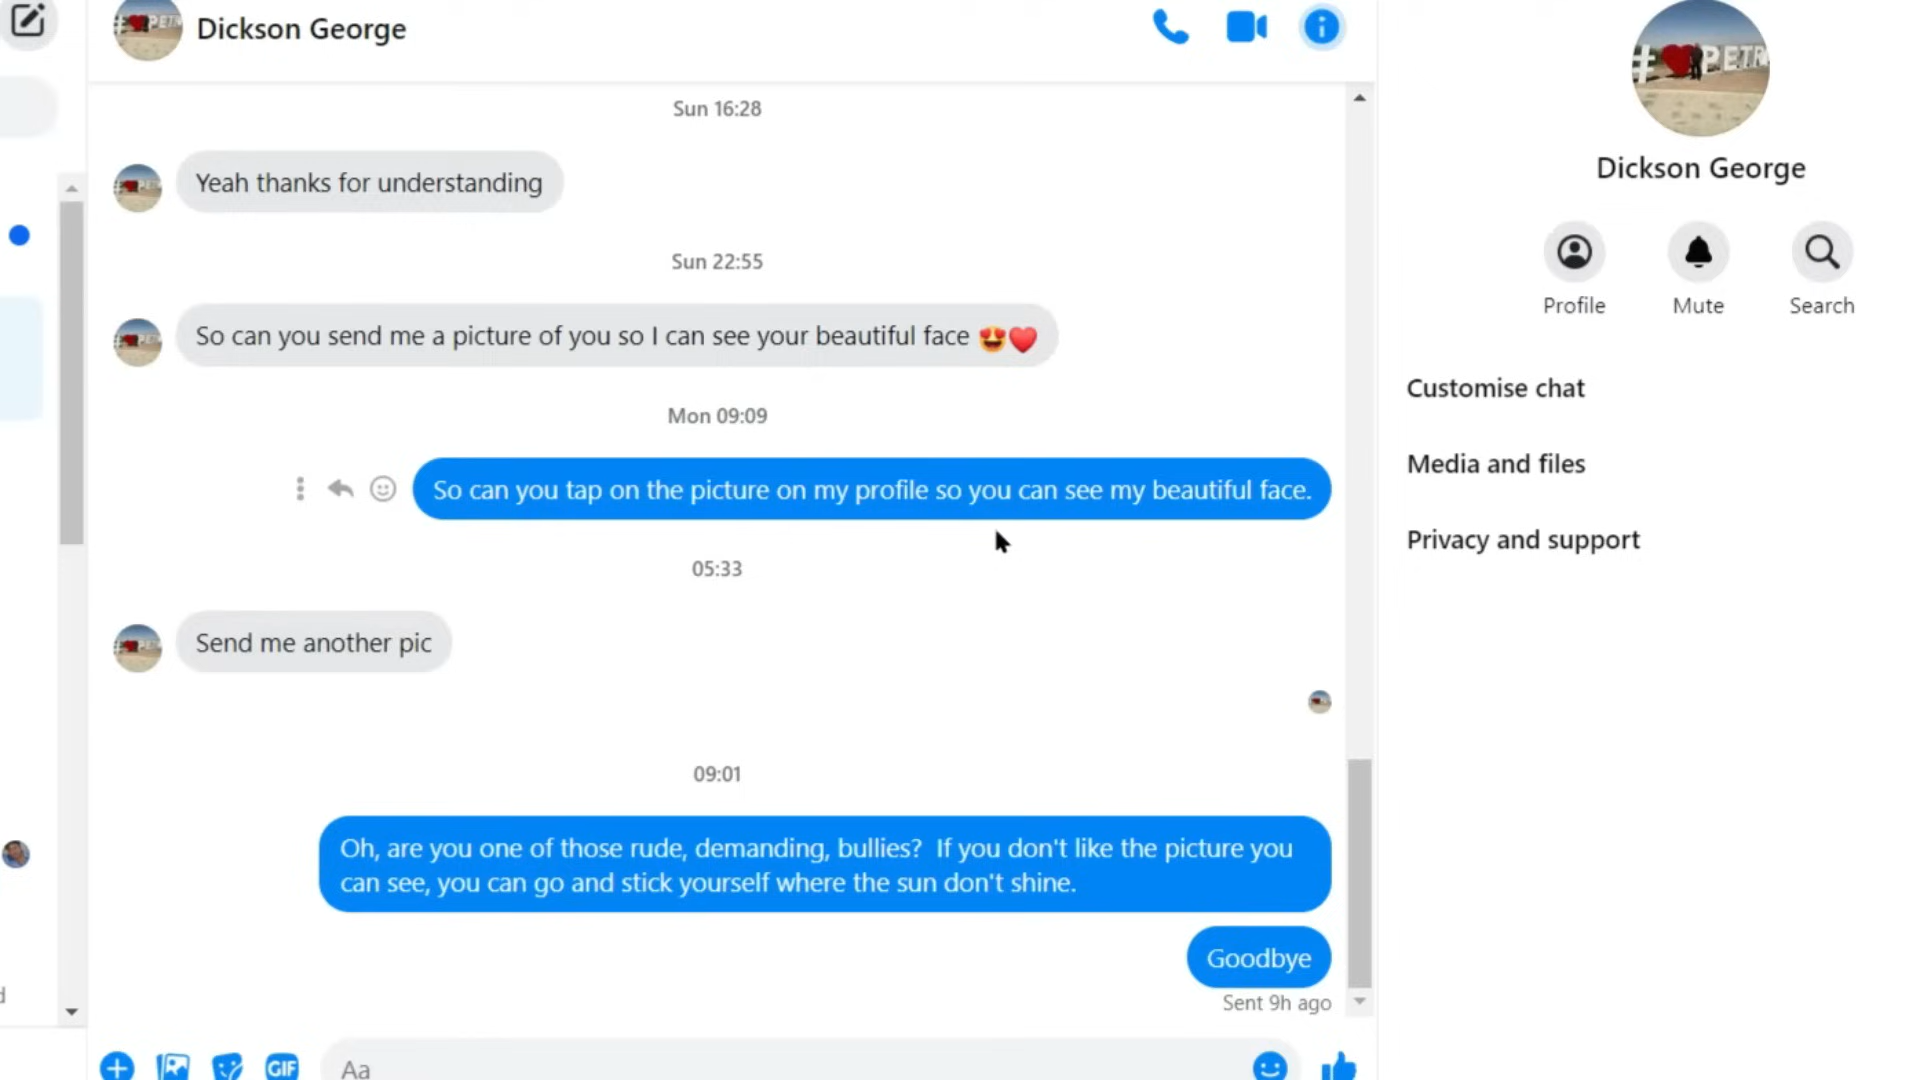 Dickson George
Sun 16:28
Yeah thanks for understanding
Sun 22:55
So can you send me a picture of you so I can see your beautiful face 😍♥️
Mon 09:09
So can you tap on the picture on my profile so you can see my beautiful face.
05:33
Send me another pic
09:01
Oh, are you one of those rude, demanding, bullies?  If you don't like the picture you
can see, you can go and stick yourself where the sun don't shine.
Goodbye
Sent 9h ago
GIF
Aa
#❤PETR
Dickson George
Profile
Mute
Search
Customise chat
Media and files
Privacy and support